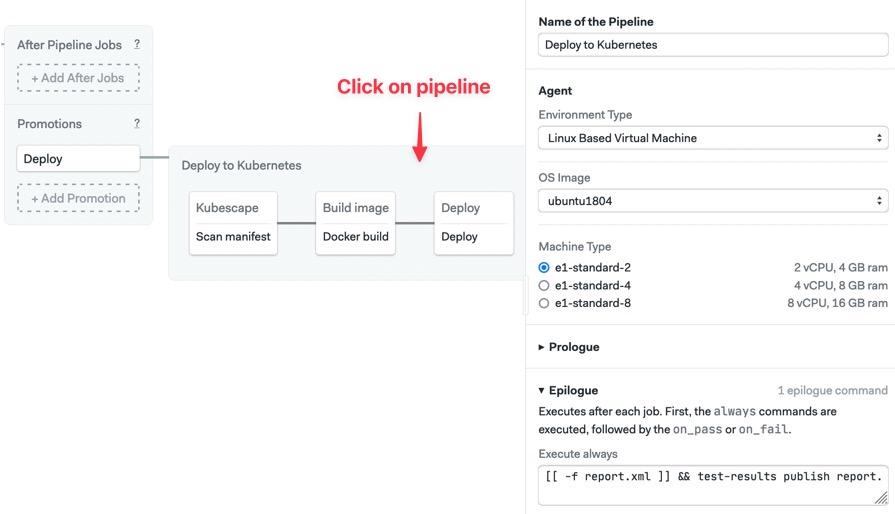 After Pipeline Jobs ?
+ Add After Jobs
Promotions ?
Deploy
+ Add Promotion
Click on pipeline
Deploy to Kubernetes
Kubescape
Scan manifest
Build image
Docker build
Deploy
Deploy
Name of the Pipeline
Deploy to Kubernetes
Agent
Environment Type
Linux Based Virtual Machine
OS Image
ubuntu1804
Machine Type
e1-standard-2 2 vCPU, 4 GB ram
e1-standard-4 4 vCPU, 8 GB ram
e1-standard-8 8 vCPU, 16 GB ram
Prologue
Epilogue 1 epilogue command
Executes after each job. First, the always commands are
executed, followed by the on_pass or on_fail.
Execute always
[[ -f report.xml ]] && test-results publish report.